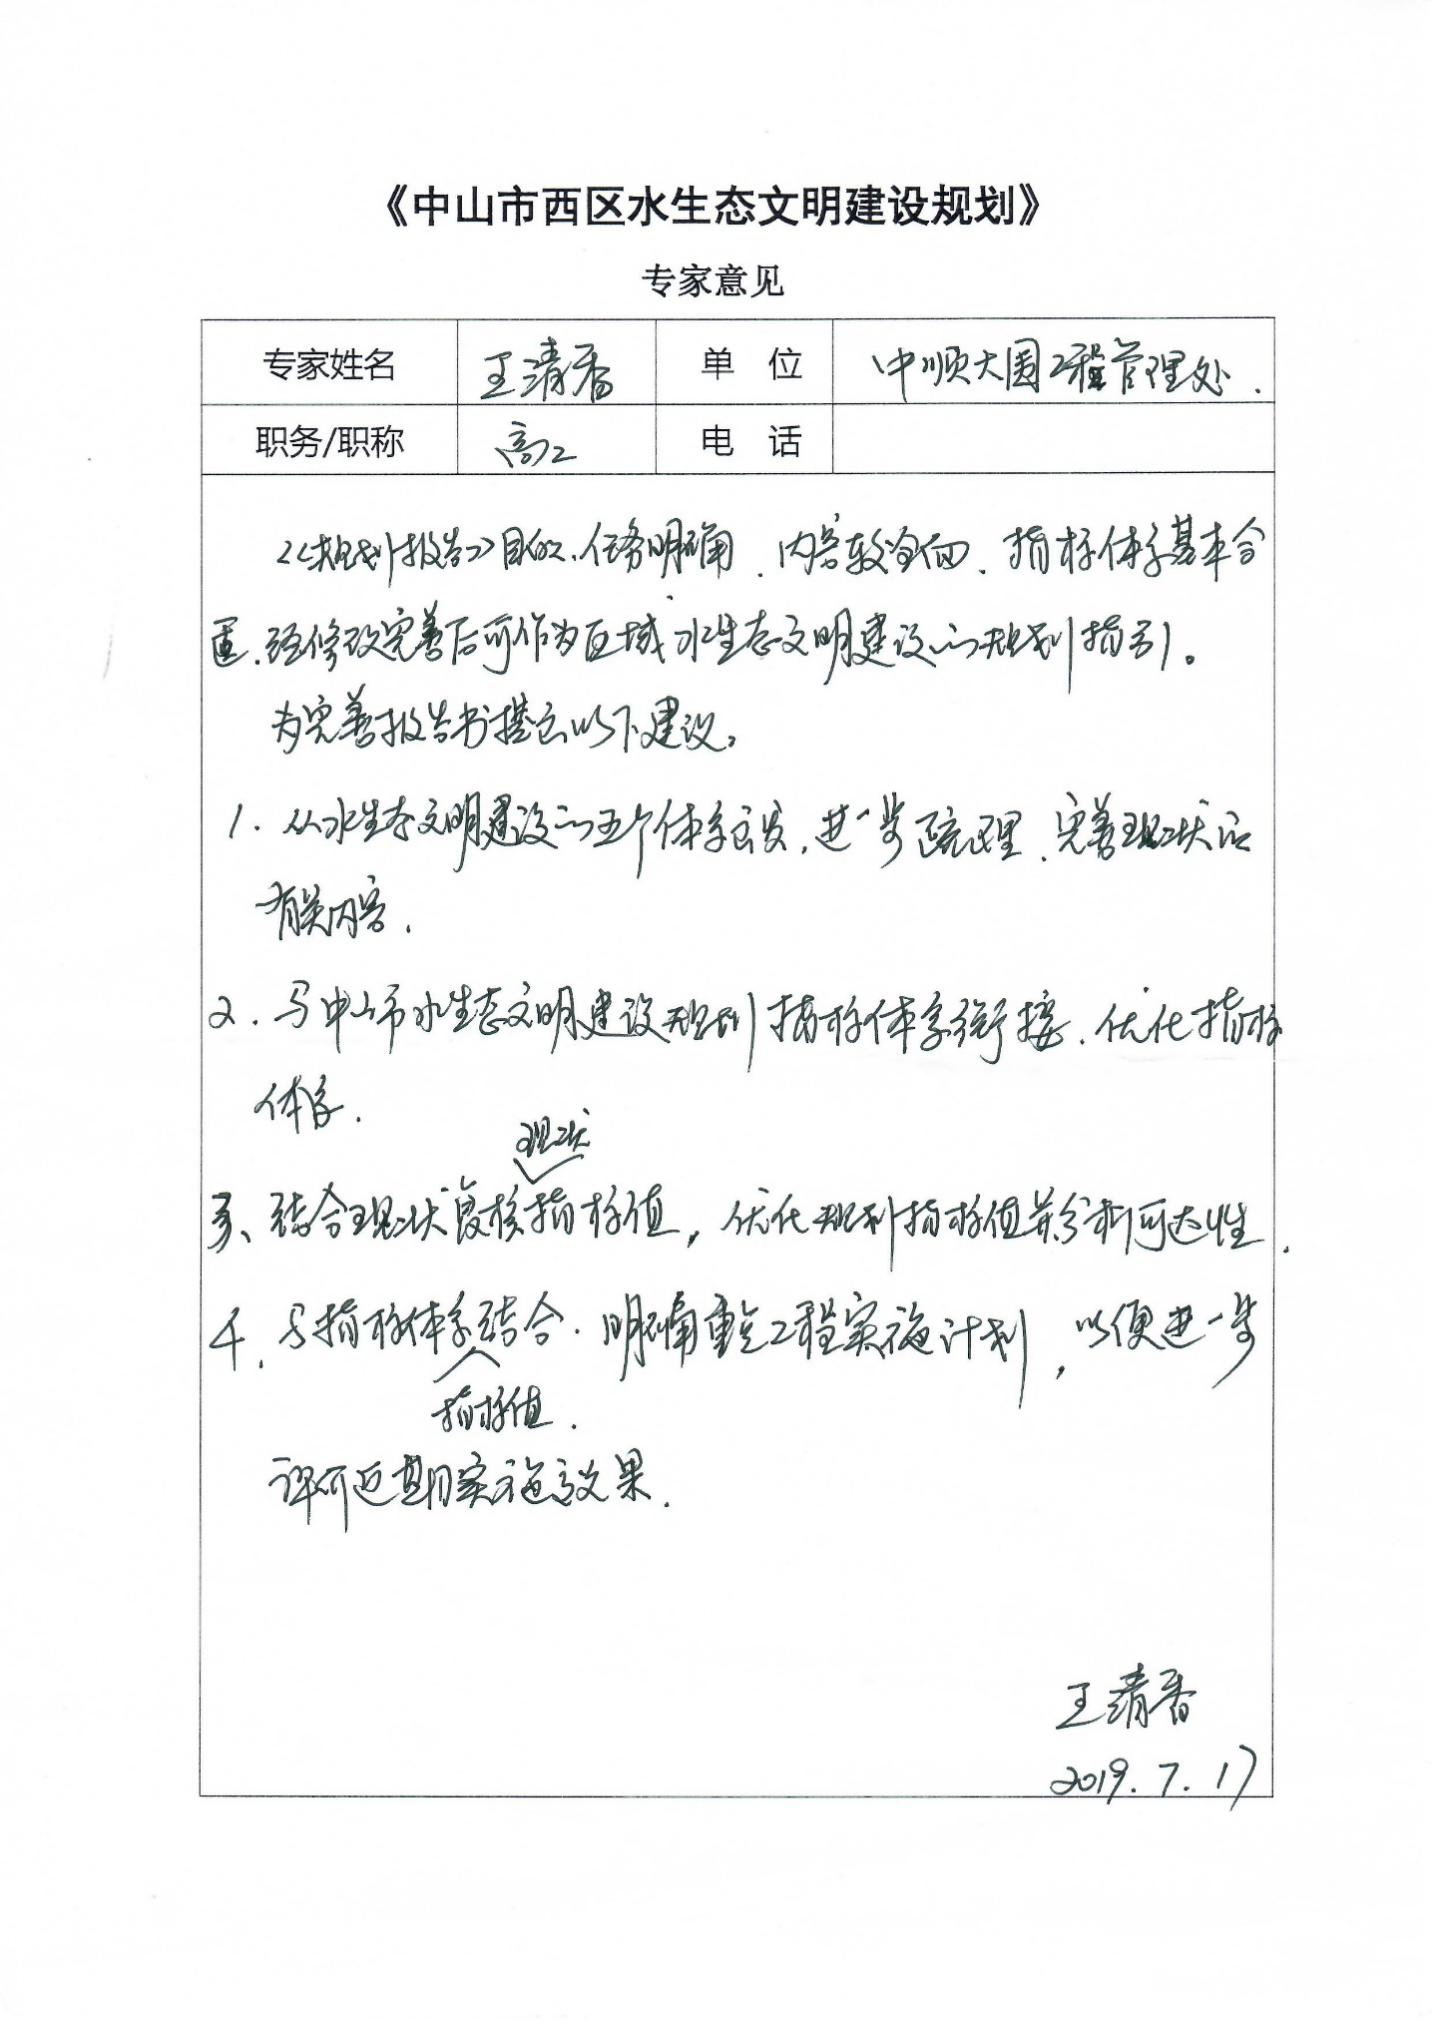 《中山市西区水生态文明建设规划》
专家意见
专家姓名 王清香 单 位 中顺大围工程管理处.
职务/职称 高工 电 话
《规划报告》目的、任务明确、内容较全面、指标体系基本合
适、经修改完善后可作为区域水生态文明建设的规划指引。
为完善报告书提出以下建议。
1. 从水生态文明建设的五个体系出发,进一步疏理、完善现状的
有关内容.
2. 与中山市水生态文明建设规划指标体系衔接、优化指标
体系.
现状
3、结合现状复核指标值,优化规划指标值并分析可达性.
4. 与指标体系结合、明确重点工程实施计划,以便进一步
指标值.
评价近期实施效果.
王清香
2019.7.17